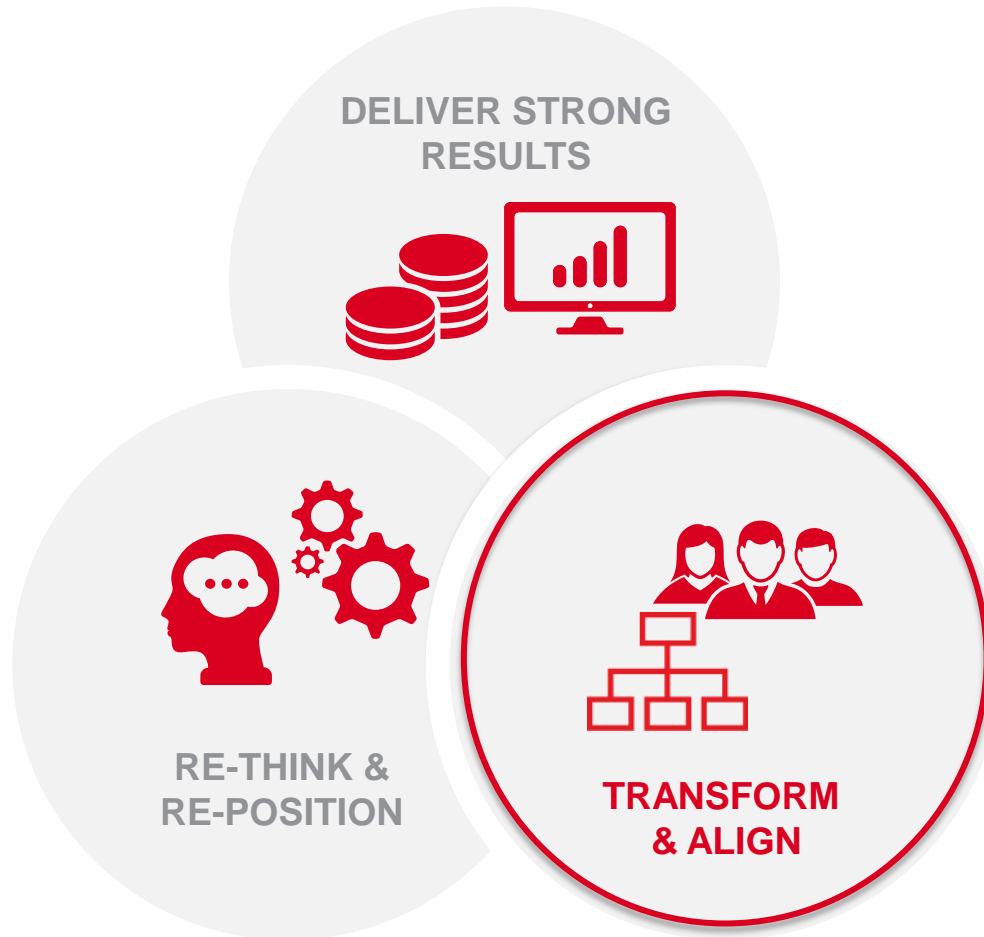 DELIVER STRONG
RESULTS
RE-THINK &
RE-POSITION
TRANSFORM
& ALIGN